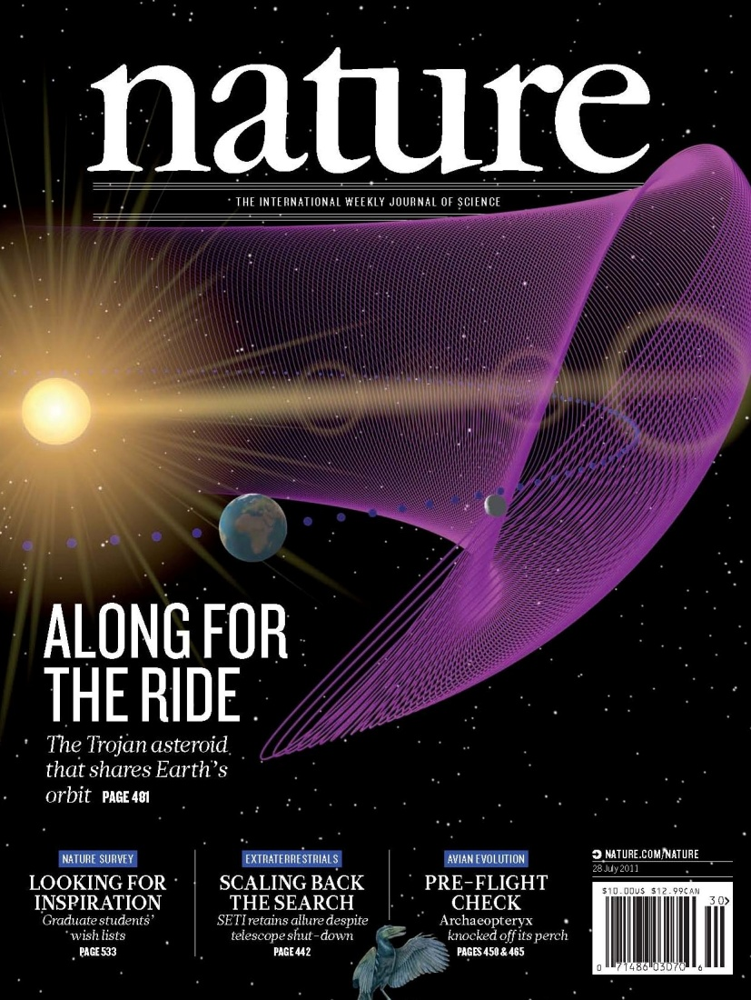 nature
THE INTERNATIONAL WEEKLY JOURNAL OF SCIENCE
ALONG FOR
THE RIDE
The Trojan asteroid
that shares Earth's
orbit PAGE 481
NATURE SURVEY
LOOKING FOR
INSPIRATION
Graduate students'
wish lists
PAGE 533
EXTRATERRESTRIALS
SCALING BACK
THE SEARCH
SETI retains allure despite
telescope shut-down
PAGE 442
AVIAN EVOLUTION
PRE-FLIGHT
CHECK
Archaeopteryx
knocked off its perch
PAGES 458 & 465
NATURE.COM/NATURE
28 July 2011
$10.00US $12.99CAN
30>
0 71486 03070 6